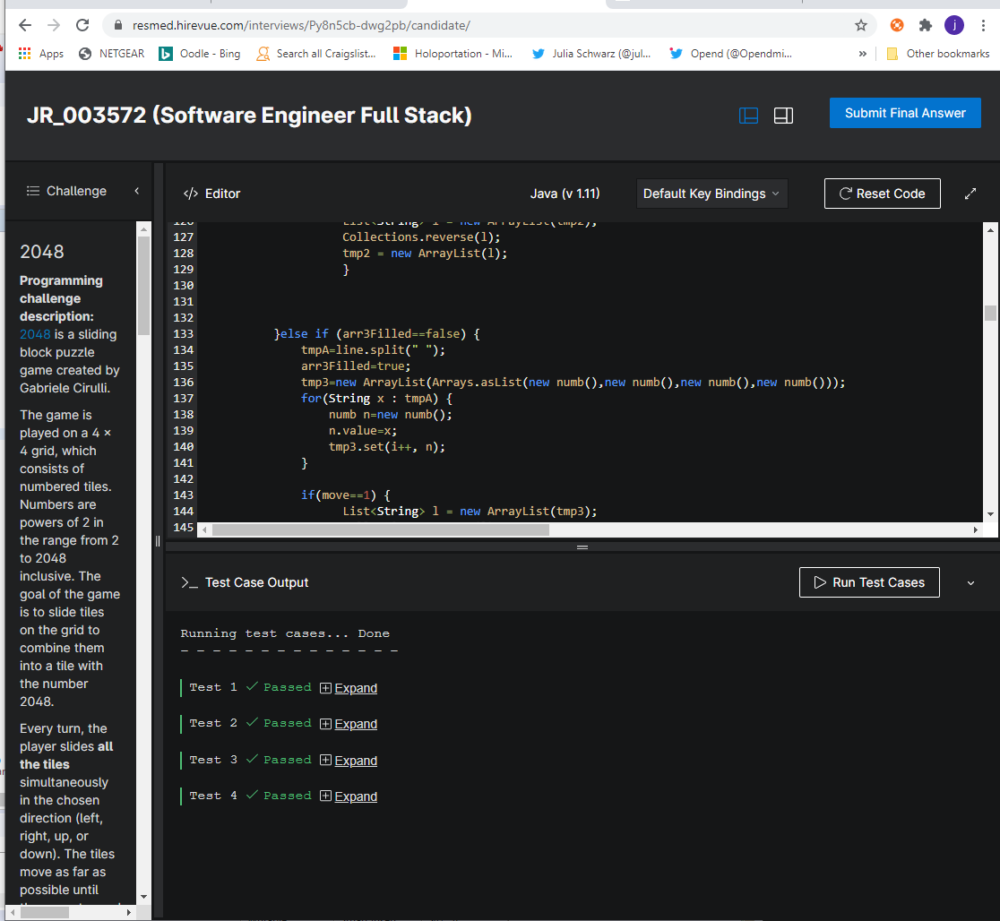 resmed.hirevue.com/interviews/Py8n5cb-dwg2pb/candidate/
j
Apps NETGEAR Oodle - Bing Search all Craigslist... Holoportation - Mi... Julia Schwarz (@jul... Opend (@Opendmi... » Other bookmarks
JR_003572 (Software Engineer Full Stack)
Submit Final Answer
Challenge
</> Editor Java (v 1.11) Default Key Bindings Reset Code
2048
Programming
challenge
description:
2048 is a sliding
block puzzle
game created by
Gabriele Cirulli.
The game is
played on a 4 ×
4 grid, which
consists of
numbered tiles.
Numbers are
powers of 2 in
the range from 2
to 2048
inclusive. The
goal of the game
is to slide tiles
on the grid to
combine them
into a tile with
the number
2048.
Every turn, the
player slides all
the tiles
simultaneously
in the chosen
direction (left,
right, up, or
down). The tiles
move as far as
possible until
126 List<String> l = new ArrayList(tmp2);
127 Collections.reverse(l);
128 tmp2 = new ArrayList(l);
129 }
130
131
132
133 }else if (arr3Filled==false) {
134 tmpA=line.split(" ");
135 arr3Filled=true;
136 tmp3=new ArrayList(Arrays.asList(new numb(),new numb(),new numb(),new numb()));
137 for(String x : tmpA) {
138 numb n=new numb();
139 n.value=x;
140 tmp3.set(i++, n);
141 }
142
143 if(move==1) {
144 List<String> l = new ArrayList(tmp3);
145
>_ Test Case Output Run Test Cases
Running test cases... Done
- - - - - - - - - - - - - -
Test 1 ✓ Passed Expand
Test 2 ✓ Passed Expand
Test 3 ✓ Passed Expand
Test 4 ✓ Passed Expand